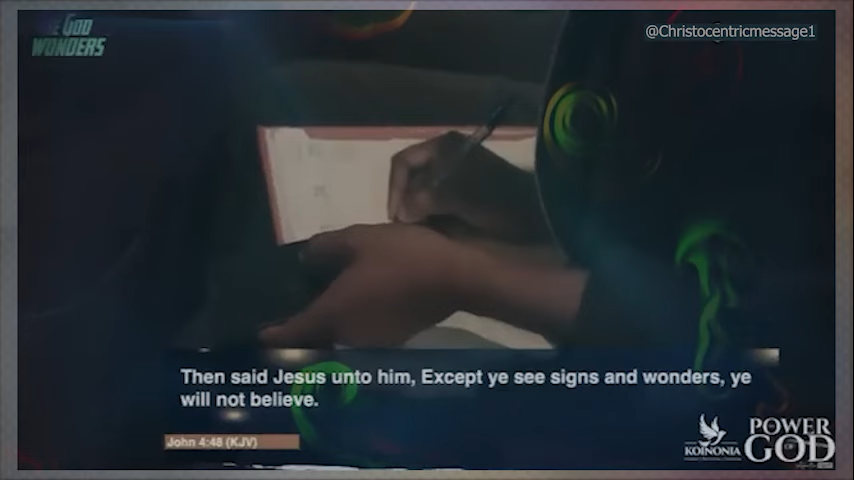 GOD
WONDERS
@Christocentricmessage1
Then said Jesus unto him, Except ye see signs and wonders, ye
will not believe.
John 4:48 (KJV)
KOINONIA
POWER
OF
GOD